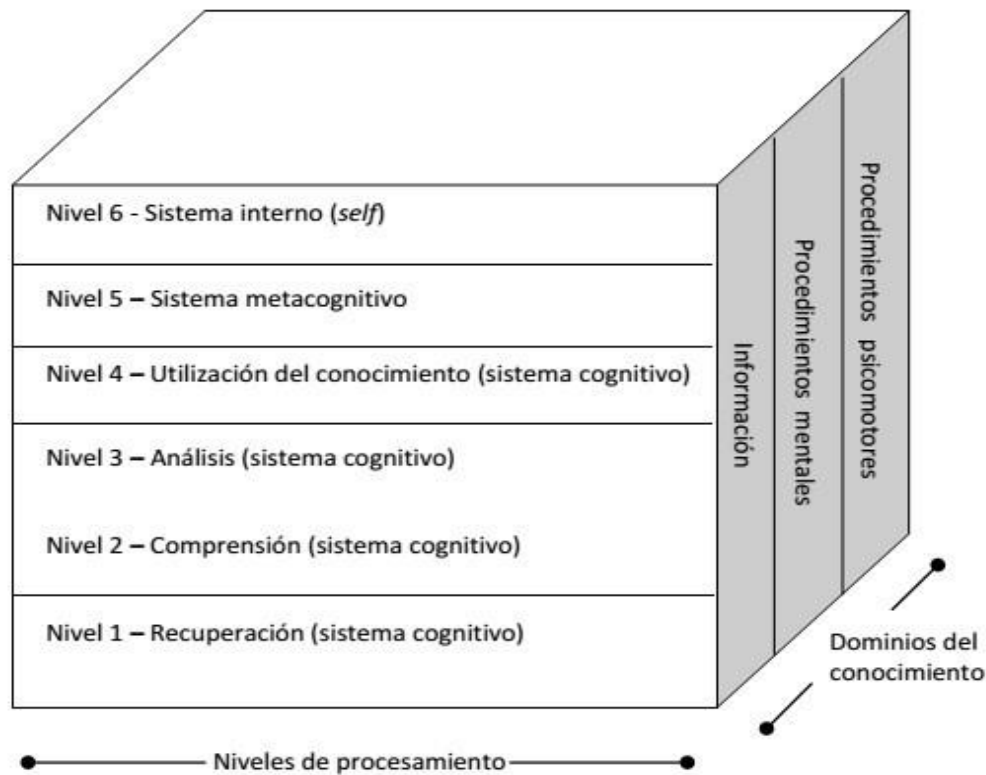 Nivel 6 - Sistema interno (self)
Nivel 5 – Sistema metacognitivo
Nivel 4 – Utilización del conocimiento (sistema cognitivo)
Nivel 3 – Análisis (sistema cognitivo)
Nivel 2 – Comprensión (sistema cognitivo)
Nivel 1 – Recuperación (sistema cognitivo)
Información
Procedimientos mentales
Procedimientos psicomotores
Dominios del
conocimiento
Niveles de procesamiento